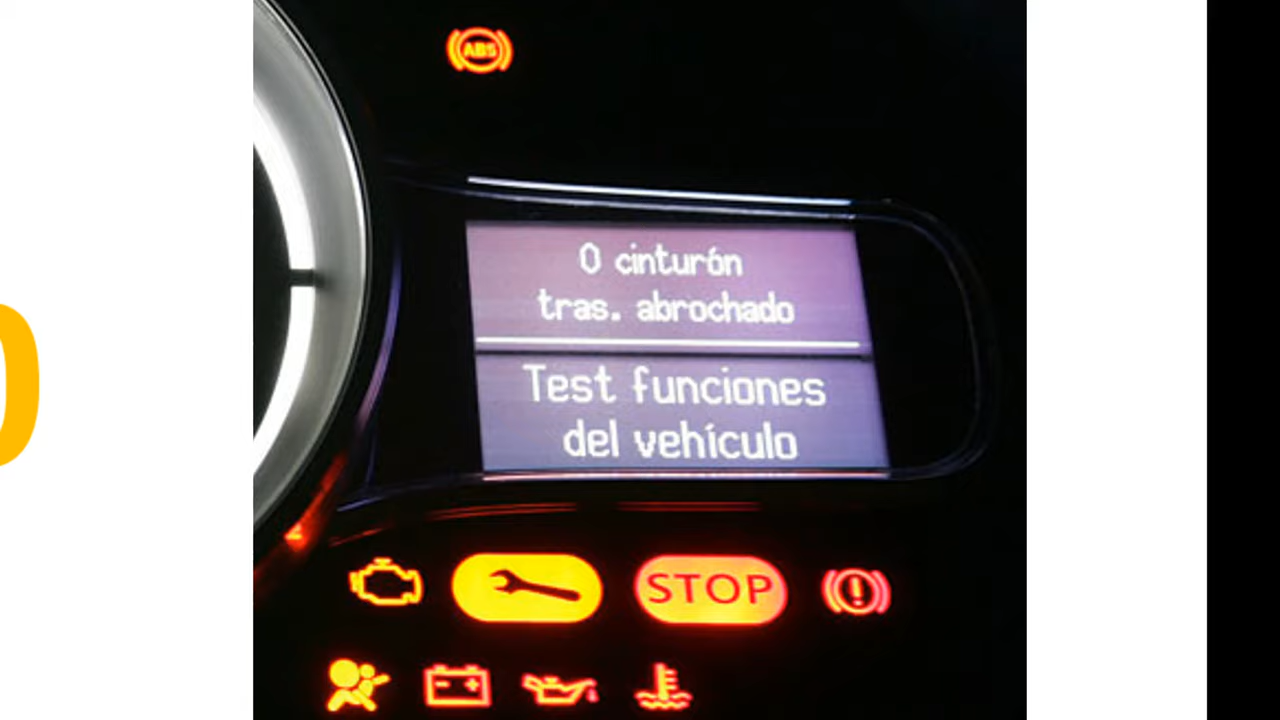 ABS
0 cinturón
tras. abrochado
Test funciones
del vehículo
STOP